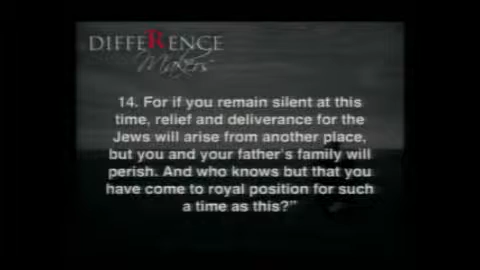 DIFFERENCE
Makers
14. For if you remain silent at this
time, relief and deliverance for the
Jews will arise from another place,
but you and your father's family will
perish. And who knows but that you
have come to royal position for such
a time as this?"